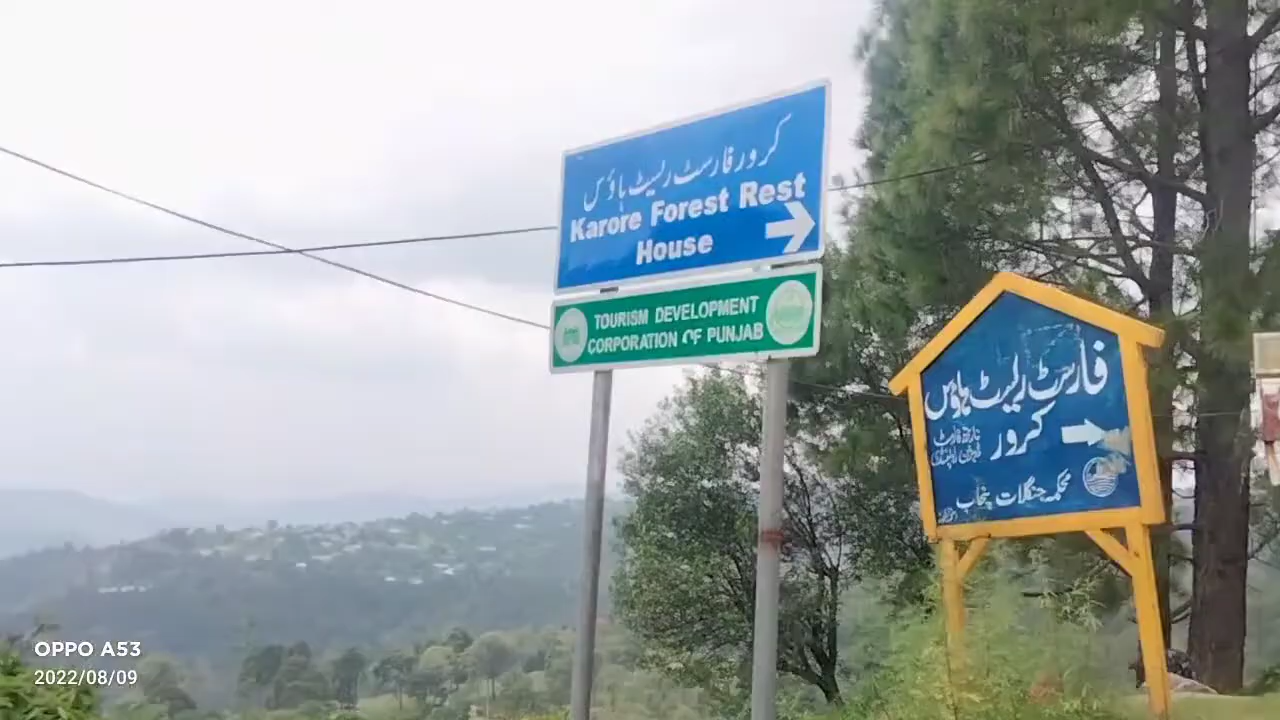 کرور فارسٹ ریسٹ ہاؤس
Karore Forest Rest
House
TOURISM DEVELOPMENT
CORPORATION OF PUNJAB
فارسٹ ریسٹ ہاؤس
کرور
محکمہ جنگلات پنجاب
OPPO A53
2022/08/09